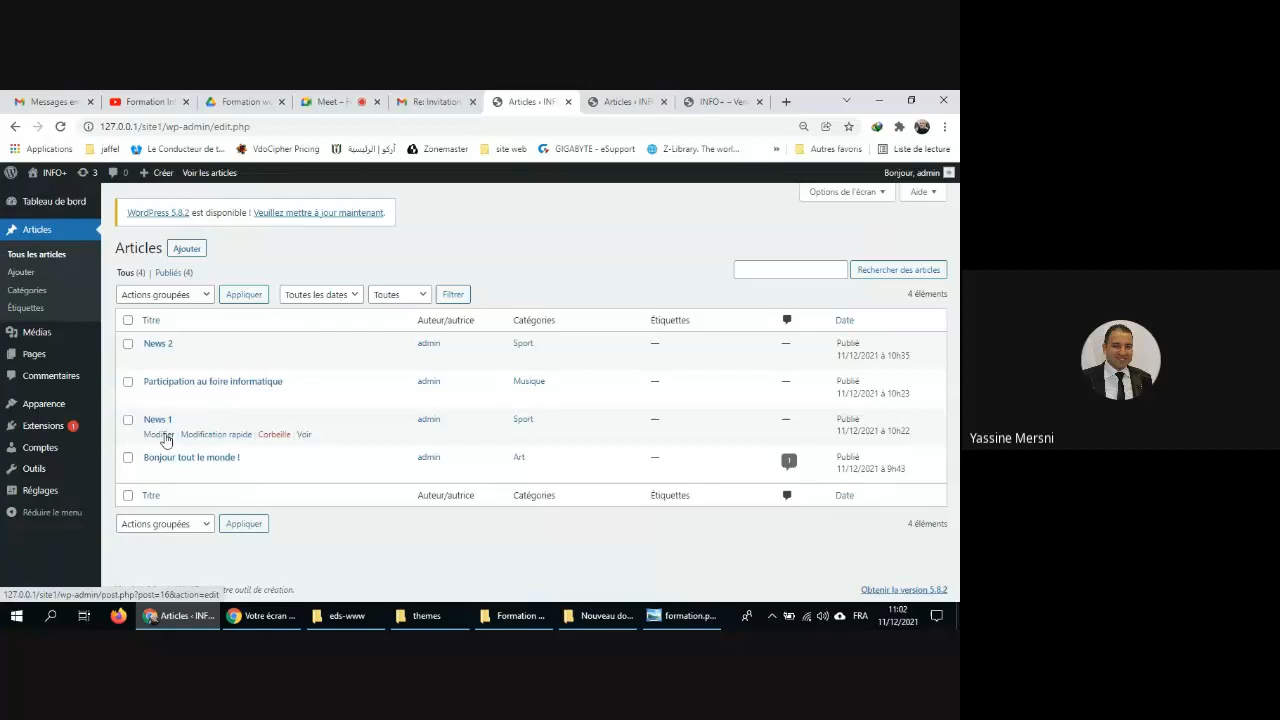 Messages en
Formation In
Formation wo
Meet – F
Re: Invitation
Articles ‹ INF
Articles ‹ INF
INFO+ – Ven
127.0.0.1/site1/wp-admin/edit.php
Applications
jaffel
Le Conducteur de t...
VdoCipher Pricing
أركو | الرئيسية
Zonemaster
site web
GIGABYTE - eSupport
Z-Library. The worl...
»
Autres favoris
Liste de lecture
INFO+
3
0
Créer
Voir les articles
Bonjour, admin
Tableau de bord
Articles
Tous les articles
Ajouter
Catégories
Étiquettes
Médias
Pages
Commentaires
Apparence
Extensions 1
Comptes
Outils
Réglages
Réduire le menu
Options de l'écran
Aide
WordPress 5.8.2 est disponible ! Veuillez mettre à jour maintenant.
Articles Ajouter
Tous (4) | Publiés (4)
Rechercher des articles
Actions groupées Appliquer Toutes les dates Toutes Filtrer 4 éléments
Titre Auteur/autrice Catégories Étiquettes Date
News 2 admin Sport — — Publié
11/12/2021 à 10h35
Participation au foire informatique admin Musique — — Publié
11/12/2021 à 10h23
News 1 admin Sport — — Publié
11/12/2021 à 10h22
Modifier | Modification rapide | Corbeille | Voir
Bonjour tout le monde ! admin Art — 1 Publié
11/12/2021 à 9h43
Titre Auteur/autrice Catégories Étiquettes Date
Actions groupées Appliquer 4 éléments
tre outil de création.
Obtenir la version 5.8.2
127.0.0.1/site1/wp-admin/post.php?post=16&action=edit
Articles ‹ INF...
Votre écran ...
eds-www
themes
Formation ...
Nouveau do...
formation.p...
FRA
11:02
11/12/2021
Yassine Mersni